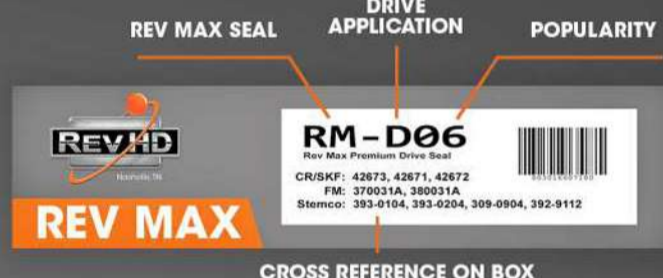 DRIVE
REV MAX SEAL APPLICATION POPULARITY
REVHD
Nashville, TN
RM-D06
Rev Max Premium Drive Seal
CR/SKF: 42673, 42671, 42672
FM: 370031A, 380031A
Stemco: 393-0104, 393-0204, 309-0904, 392-9112
REV MAX
CROSS REFERENCE ON BOX